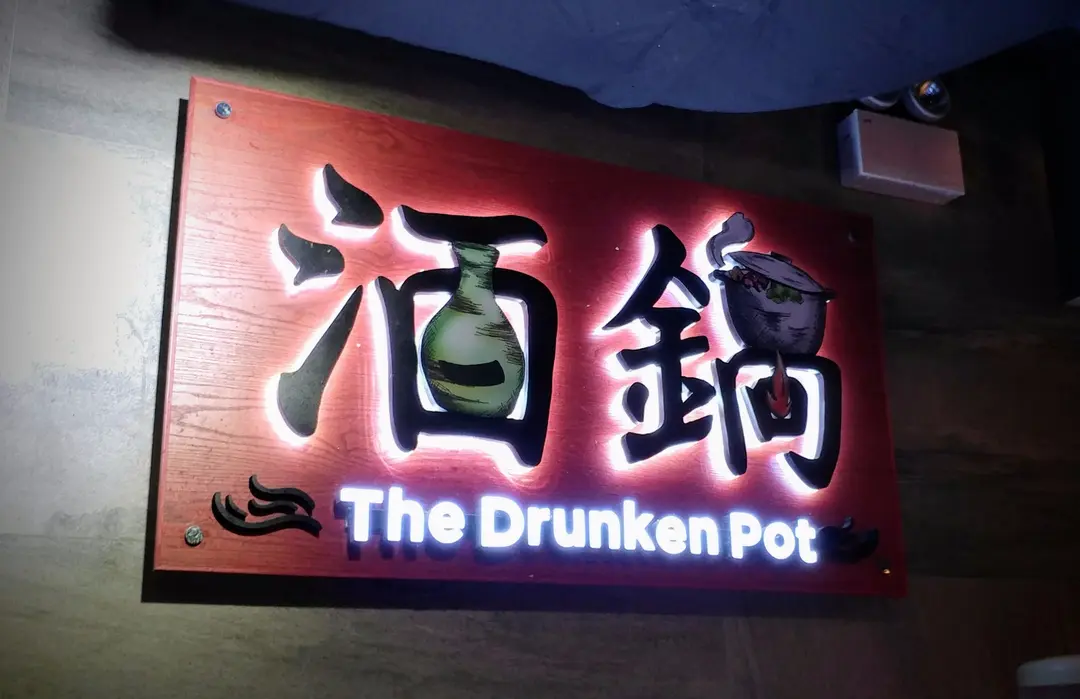 酒鍋
The Drunken Pot